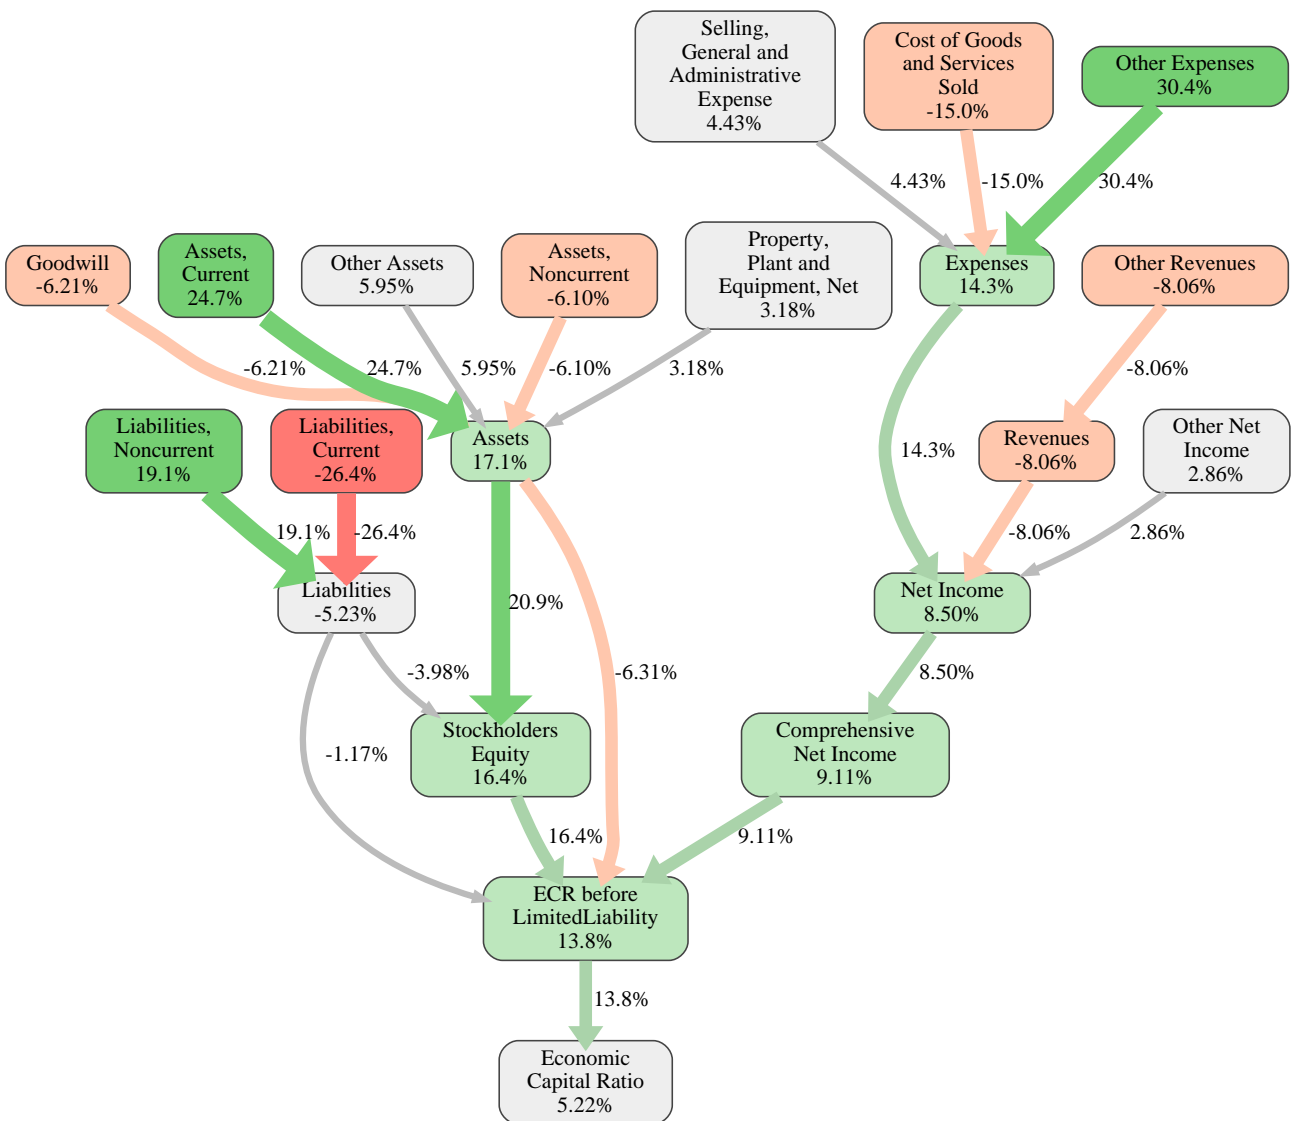 Selling,
General and
Administrative
Expense
4.43%
Cost of Goods
and Services
Sold
-15.0%
Other Expenses
30.4%
4.43%
-15.0%
30.4%
Goodwill
-6.21%
Assets,
Current
24.7%
Other Assets
5.95%
Assets,
Noncurrent
-6.10%
Property,
Plant and
Equipment, Net
3.18%
Expenses
14.3%
Other Revenues
-8.06%
-6.21%
24.7%
5.95%
-6.10%
3.18%
-8.06%
Liabilities,
Noncurrent
19.1%
Liabilities,
Current
-26.4%
Assets
17.1%
14.3%
Revenues
-8.06%
Other Net
Income
2.86%
19.1%
-26.4%
-8.06%
2.86%
Liabilities
-5.23%
20.9%
Net Income
8.50%
-3.98%
-6.31%
8.50%
-1.17%
Stockholders
Equity
16.4%
Comprehensive
Net Income
9.11%
16.4%
9.11%
ECR before
LimitedLiability
13.8%
13.8%
Economic
Capital Ratio
5.22%